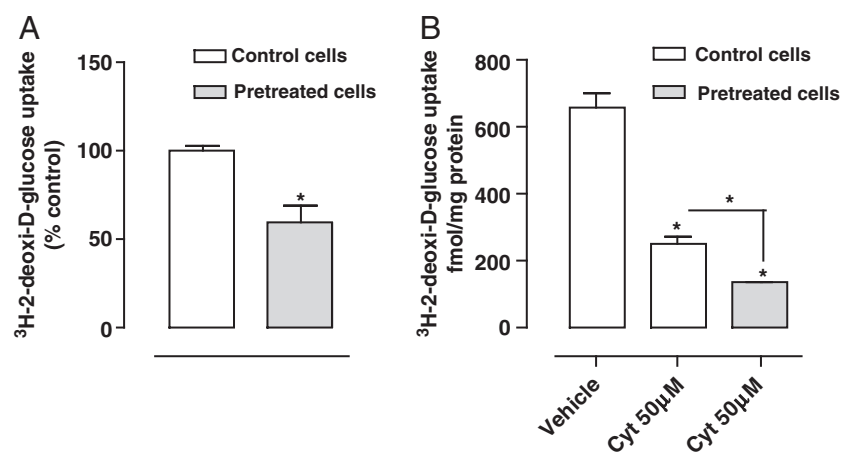 A
³H-2-deoxi-D-glucose uptake
(% control)
150
100
50
0
Control cells
Pretreated cells
*
B
³H-2-deoxi-D-glucose uptake
fmol/mg protein
800
600
400
200
0
Control cells
Pretreated cells
*
*
*
Vehicle
Cyt 50μM
Cyt 50μM